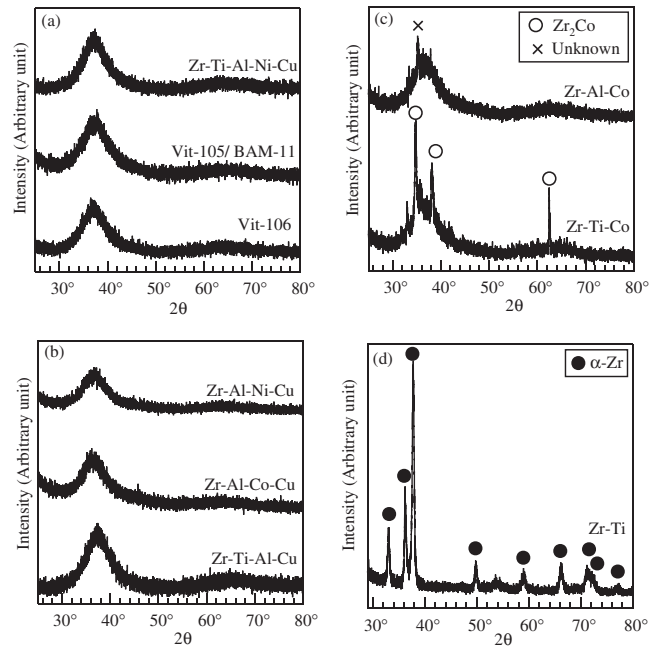 (a)
Zr-Ti-Al-Ni-Cu
Vit-105/ BAM-11
Vit-106
Intensity (Arbitrary unit)
30° 40° 50° 60° 70° 80°
2θ
(c)
Zr₂Co
Unknown
Zr-Al-Co
Zr-Ti-Co
Intensity (Arbitrary unit)
30° 40° 50° 60° 70° 80°
2θ
(b)
Zr-Al-Ni-Cu
Zr-Al-Co-Cu
Zr-Ti-Al-Cu
Intensity (Arbitrary unit)
30° 40° 50° 60° 70° 80°
2θ
(d)
α-Zr
Zr-Ti
Intensity (Arbitrary unit)
30° 40° 50° 60° 70° 80°
2θ